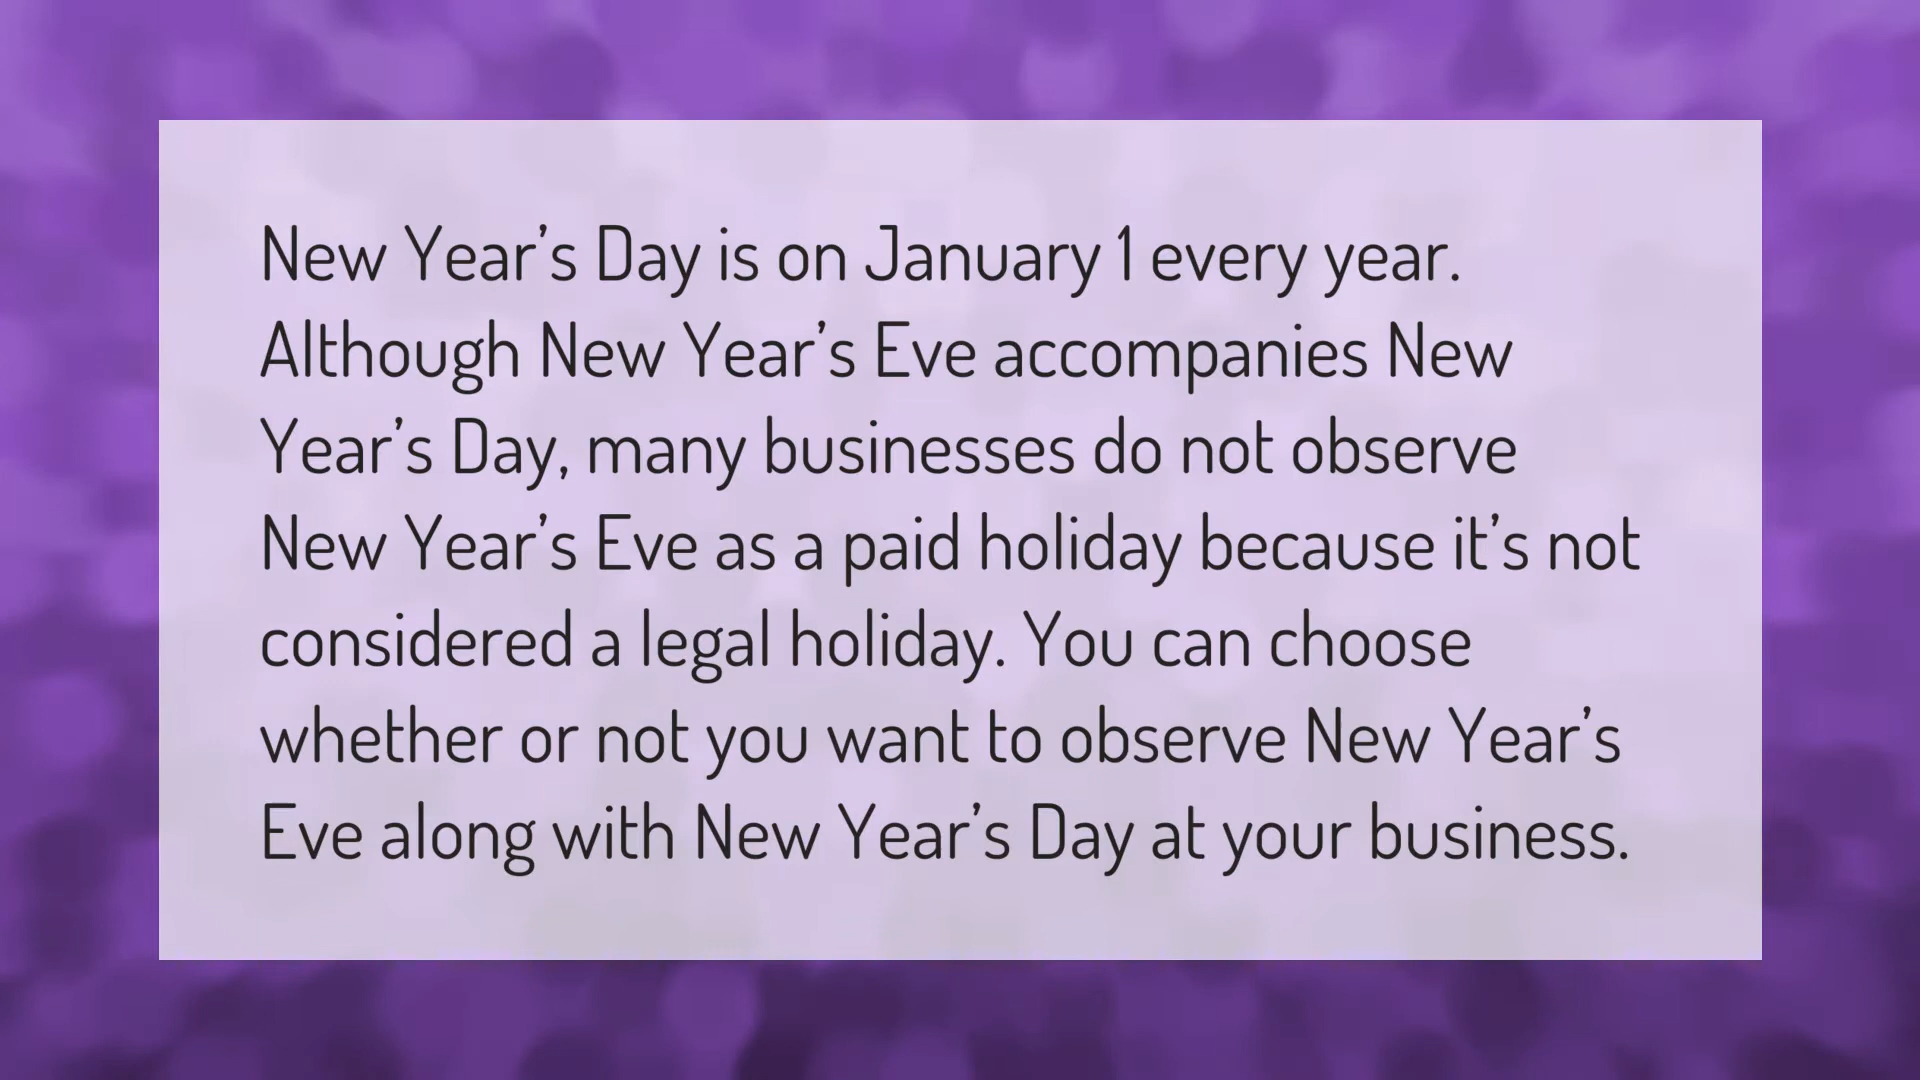 New Year’s Day is on January 1 every year.
Although New Year’s Eve accompanies New
Year’s Day, many businesses do not observe
New Year’s Eve as a paid holiday because it’s not
considered a legal holiday. You can choose
whether or not you want to observe New Year’s
Eve along with New Year’s Day at your business.